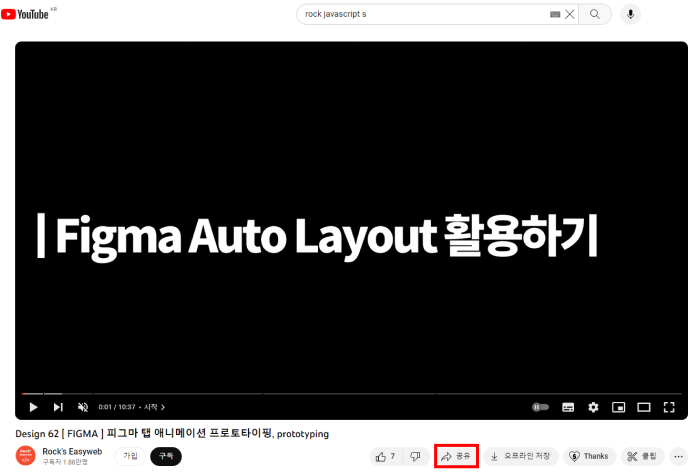 YouTube KR
rock javascript s
| Figma Auto Layout 활용하기
0:01 / 10:37 • 시작 >
Design 62 [ FIGMA ] 피그마 탭 애니메이션 프로토타이핑, prototyping
Rock's Easyweb
구독자 1.88만명
가입
구독
7
공유
오프라인 저장
Thanks
클립